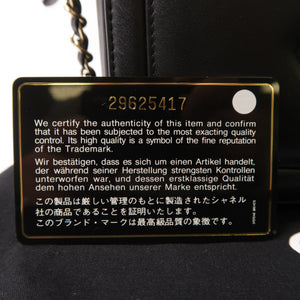 29625417
We certify the authenticity of this item and confirm
that it has been subjected to the most exacting quality
control. Its high quality is a symbol of the fine reputation
of the Trademark.
Wir bestätigen, dass es sich um einen Artikel handelt,
der während seiner Herstellung strengsten Kontrollen
unterworfen war, und dessen erstklassige Qualität
dem hohen Ansehen unserer Marke entspricht.
この製品は厳しい管理のもとに製造されたシャネル
社の商品であることを証明いたします。
このブランド・マークは最高級品の象徴です。